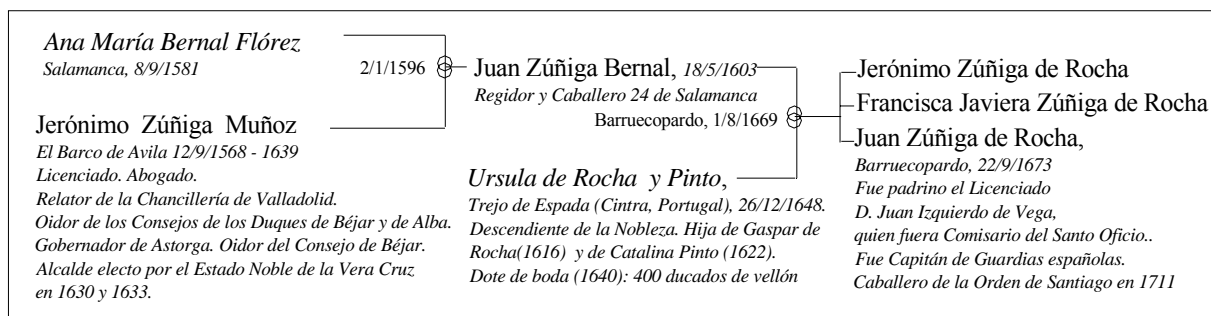 Ana María Bernal Flórez
Salamanca, 8/9/1581
2/1/1596
Jerónimo Zúñiga Muñoz
El Barco de Avila 12/9/1568 - 1639
Licenciado. Abogado.
Relator de la Chancillería de Valladolid.
Oidor de los Consejos de los Duques de Béjar y de Alba.
Gobernador de Astorga. Oidor del Consejo de Béjar.
Alcalde electo por el Estado Noble de la Vera Cruz
en 1630 y 1633.
Juan Zúñiga Bernal, 18/5/1603
Regidor y Caballero 24 de Salamanca
Barruecopardo, 1/8/1669
Ursula de Rocha y Pinto,
Trejo de Espada (Cintra, Portugal), 26/12/1648.
Descendiente de la Nobleza. Hija de Gaspar de
Rocha(1616) y de Catalina Pinto (1622).
Dote de boda (1640): 400 ducados de vellón
Jerónimo Zúñiga de Rocha
Francisca Javiera Zúñiga de Rocha
Juan Zúñiga de Rocha,
Barruecopardo, 22/9/1673
Fue padrino el Licenciado
D. Juan Izquierdo de Vega,
quien fuera Comisario del Santo Oficio..
Fue Capitán de Guardias españolas.
Caballero de la Orden de Santiago en 1711